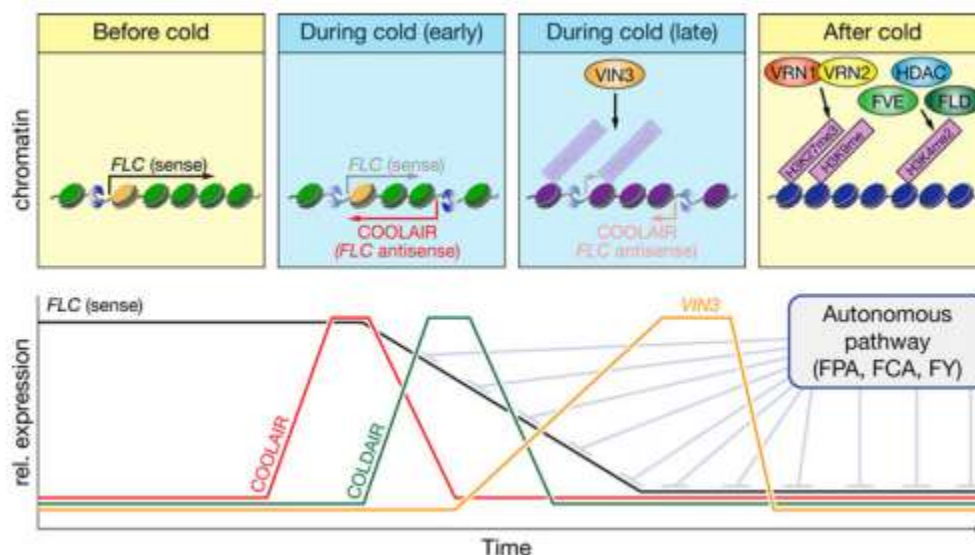 Before cold
During cold (early)
During cold (late)
After cold
chromatin
FLC (sense)
FLC (sense)
COOLAIR
(FLC antisense)
VIN3
COOLAIR
FLC antisense)
VRN1
VRN2
HDAC
FVE
FLD
H3K27me3
H3K9me
H3K4me2
rel. expression
FLC (sense)
COOLAIR
COLDAIR
VIN3
Autonomous
pathway
(FPA, FCA, FY)
Time